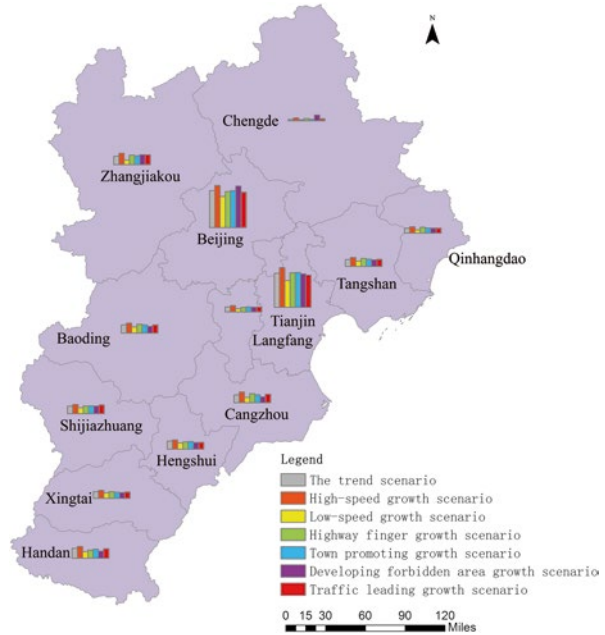 N
Chengde
Zhangjiakou
Beijing
Qinhangdao
Tangshan
Tianjin
Langfang
Baoding
Cangzhou
Shijiazhuang
Hengshui
Xingtai
Handan
Legend
The trend scenario
High-speed growth scenario
Low-speed growth scenario
Highway finger growth scenario
Town promoting growth scenario
Developing forbidden area growth scenario
Traffic leading growth scenario
0 15 30 60 90 120
Miles